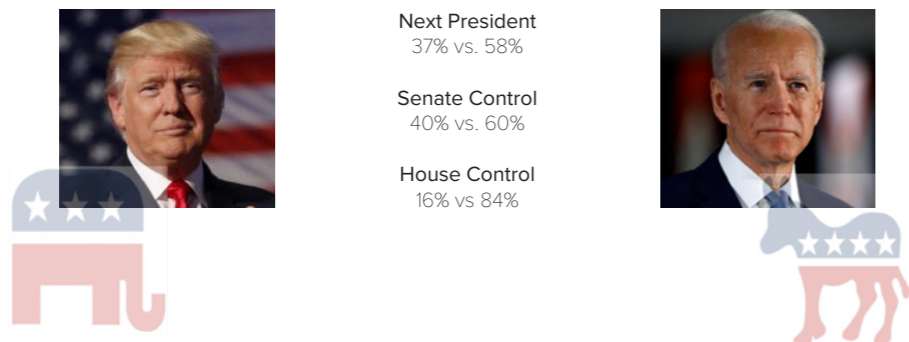 Next President
37% vs. 58%
Senate Control
40% vs. 60%
House Control
16% vs 84%